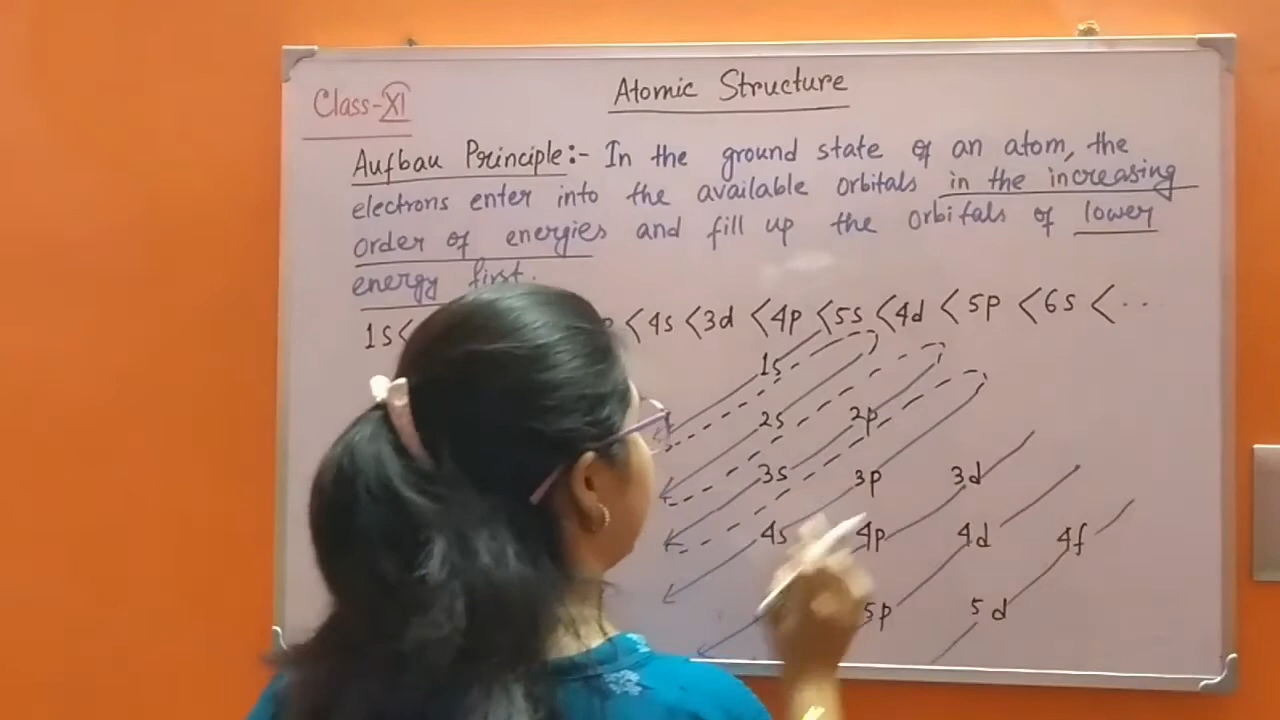 Class-XI
Atomic Structure
Aufbau Principle:- In the ground state of an atom, the
electrons enter into the available orbitals in the increasing
order of energies and fill up the orbitals of lower
energy first.
1s < p < 4s < 3d < 4p < 5s < 4d < 5p < 6s < ...
1s
2s 2p
3s 3p 3d
4s 4p 4d 4f
5p 5d